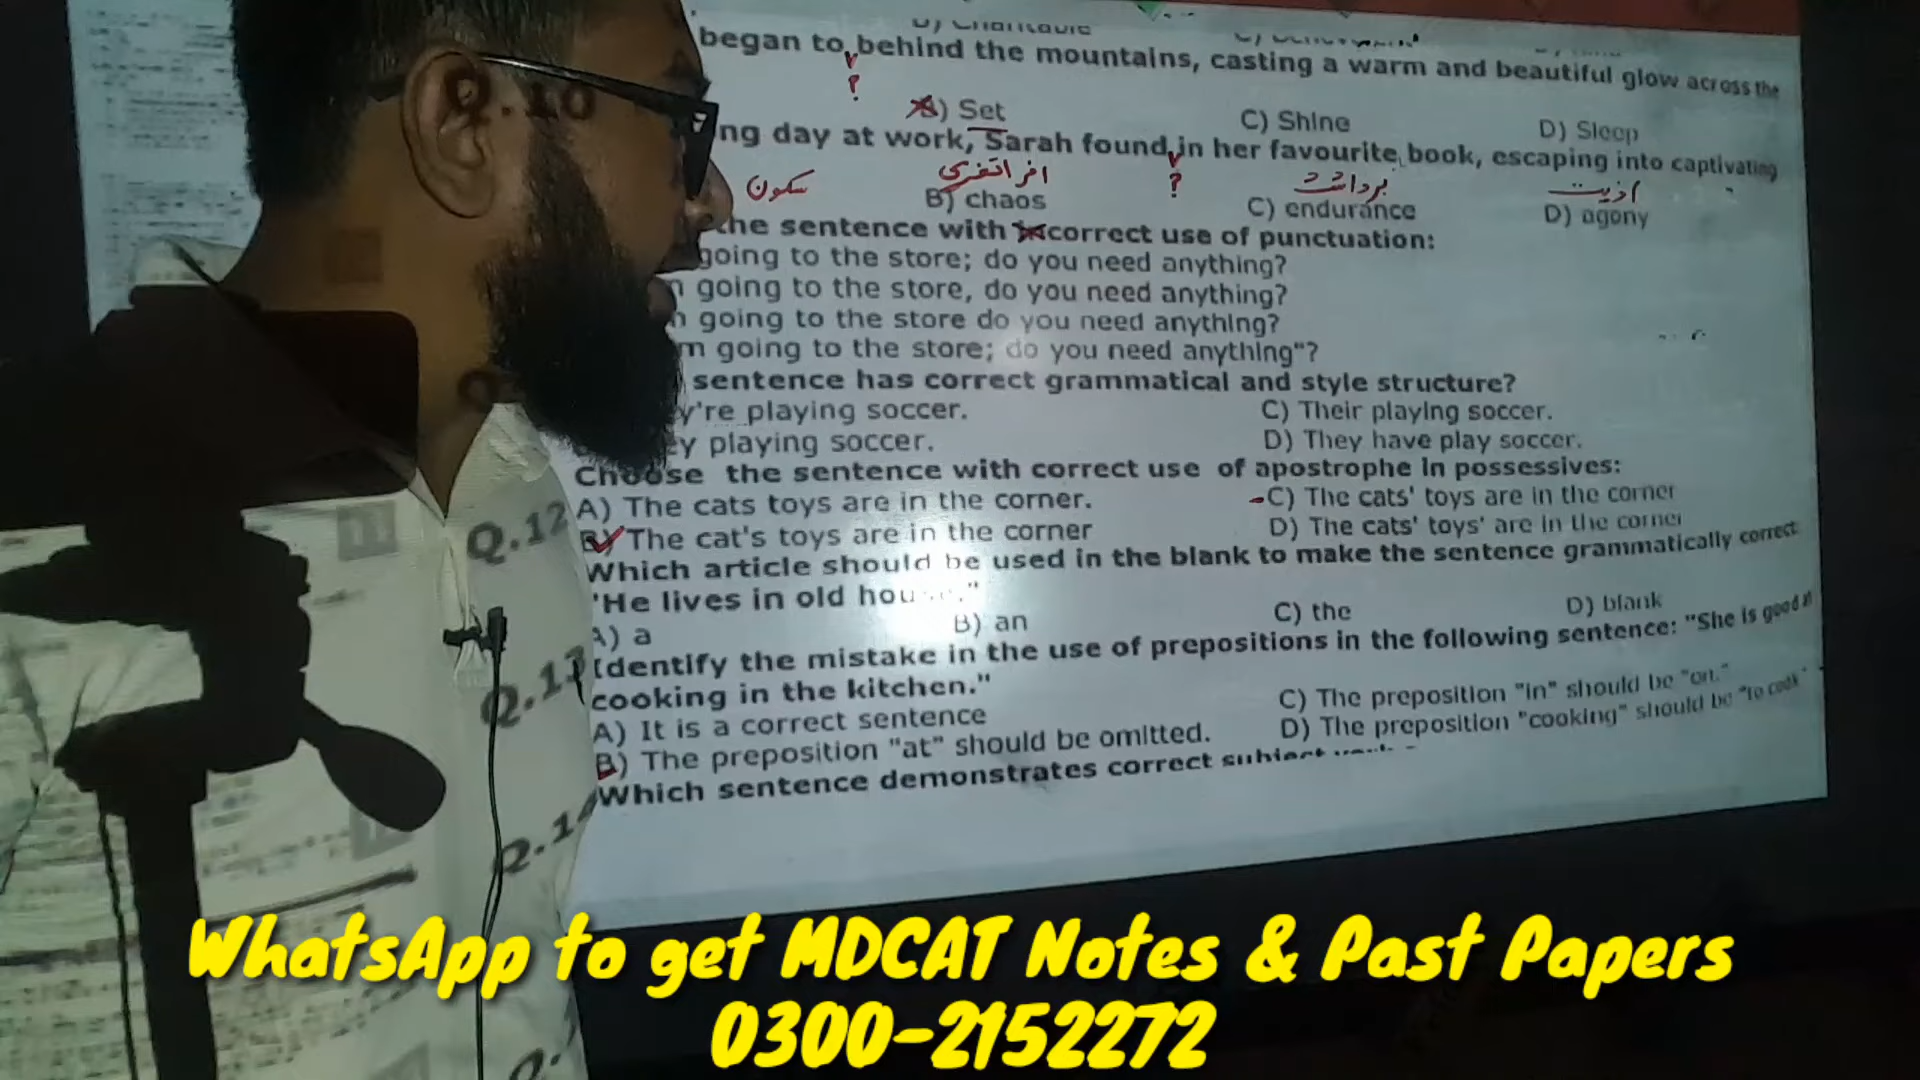 began to behind the mountains, casting a warm and beautiful glow across the
?
A) Set C) Shine D) Sleep
ng day at work, Sarah found in her favourite book, escaping into captivating
سکون افراتفری ? برداشت اذیت
B) chaos C) endurance D) agony
the sentence with incorrect use of punctuation:
going to the store; do you need anything?
going to the store, do you need anything?
going to the store do you need anything?
m going to the store; do you need anything"?
sentence has correct grammatical and style structure?
y're playing soccer. C) Their playing soccer.
ey playing soccer. D) They have play soccer.
Choose the sentence with correct use of apostrophe in possessives:
Q.12 A) The cats toys are in the corner. C) The cats' toys are in the corner
B) The cat's toys are in the corner D) The cats' toys' are in the corner
Which article should be used in the blank to make the sentence grammatically correct
"He lives in old hou
A) a B) an C) the D) blank
Q.13 Identify the mistake in the use of prepositions in the following sentence: "She is good at
cooking in the kitchen."
A) It is a correct sentence C) The preposition "in" should be "on."
B) The preposition "at" should be omitted. D) The preposition "cooking" should be "to cook"
Q.14 Which sentence demonstrates correct subject
WhatsApp to get MDCAT Notes & Past Papers
0300-2152272